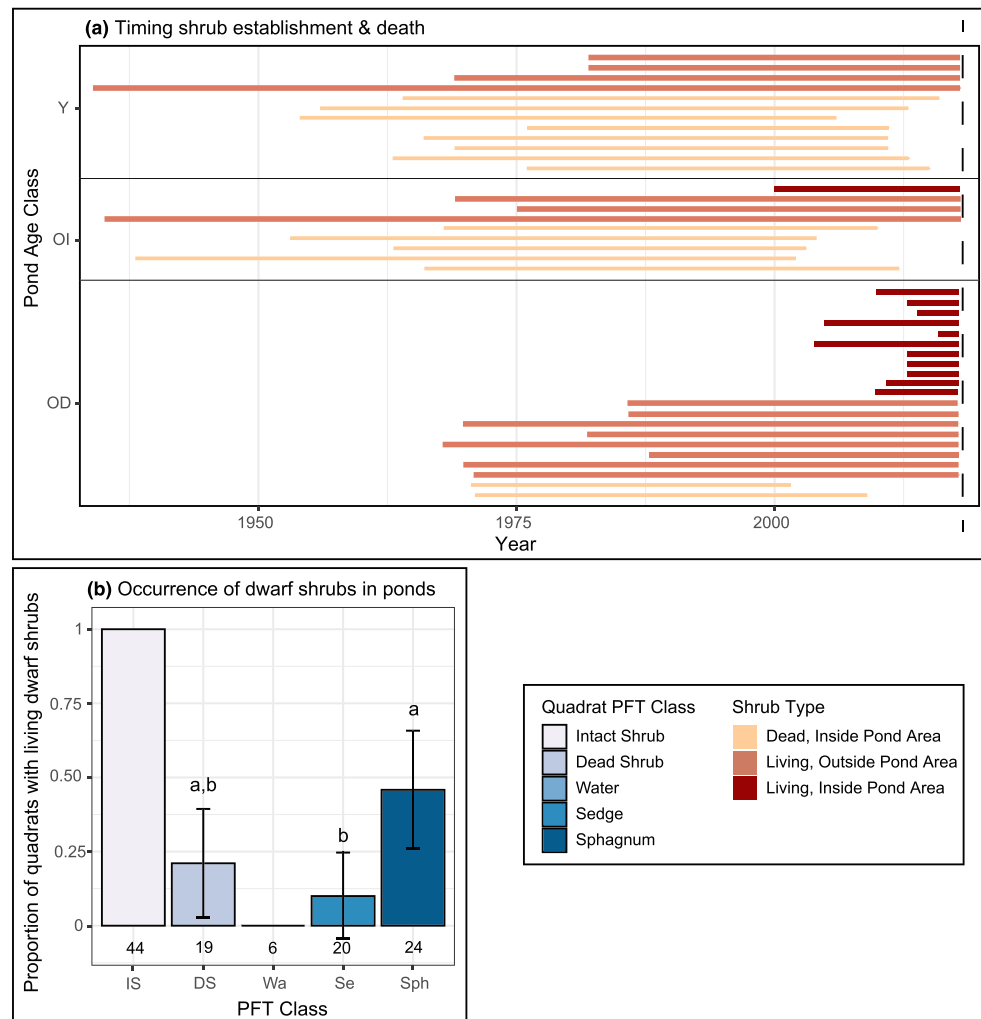 (a) Timing shrub establishment & death
Pond Age Class
Y
OI
OD
1950
1975
2000
Year
(b) Occurrence of dwarf shrubs in ponds
Proportion of quadrats with living dwarf shrubs
1
0.75
0.50
0.25
0
a,b
b
a
44
19
6
20
24
IS
DS
Wa
Se
Sph
PFT Class
Quadrat PFT Class
Intact Shrub
Dead Shrub
Water
Sedge
Sphagnum
Shrub Type
Dead, Inside Pond Area
Living, Outside Pond Area
Living, Inside Pond Area